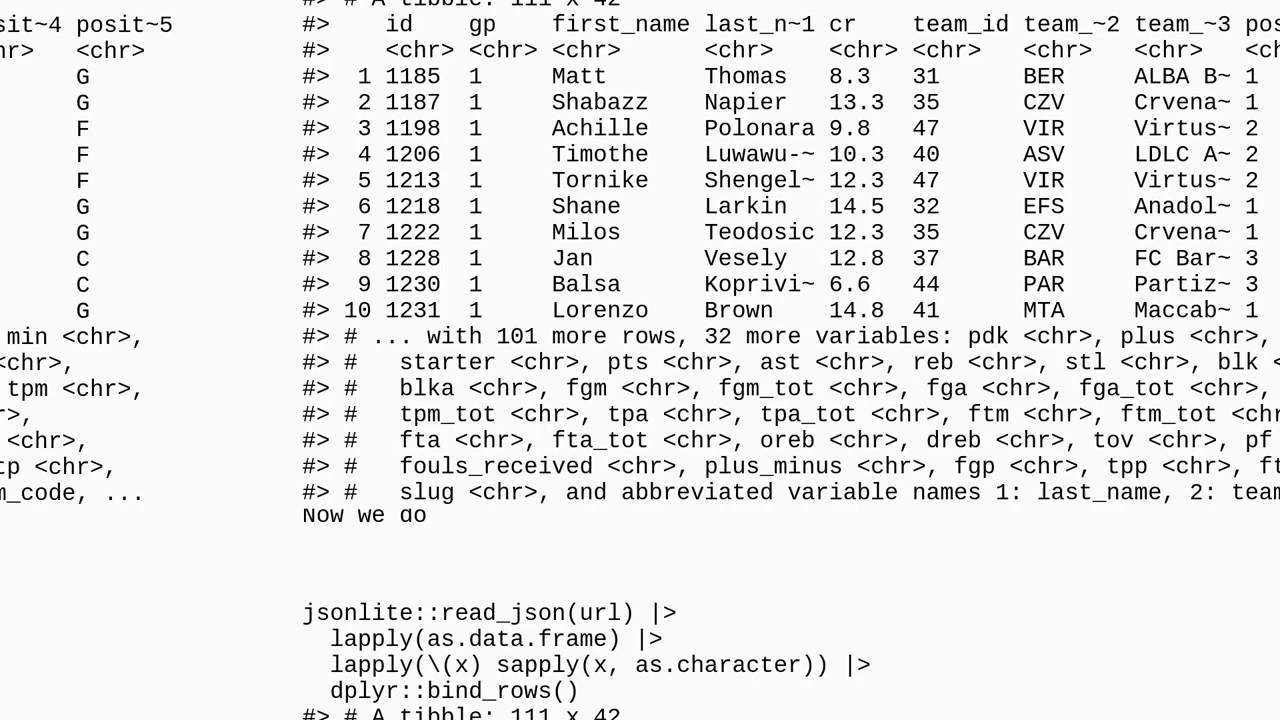 #> # A tibble: 111 x 42
sit~4 posit~5 #> id gp first_name last_n~1 cr team_id team_~2 team_~3 pos
hr> <chr> #> <chr> <chr> <chr> <chr> <chr> <chr> <chr> <chr> <ch
G #> 1 1185 1 Matt Thomas 8.3 31 BER ALBA B~ 1
G #> 2 1187 1 Shabazz Napier 13.3 35 CZV Crvena~ 1
F #> 3 1198 1 Achille Polonara 9.8 47 VIR Virtus~ 2
F #> 4 1206 1 Timothe Luwawu-~ 10.3 40 ASV LDLC A~ 2
F #> 5 1213 1 Tornike Shengel~ 12.3 47 VIR Virtus~ 2
G #> 6 1218 1 Shane Larkin 14.5 32 EFS Anadol~ 1
G #> 7 1222 1 Milos Teodosic 12.3 35 CZV Crvena~ 1
C #> 8 1228 1 Jan Vesely 12.8 37 BAR FC Bar~ 3
C #> 9 1230 1 Balsa Koprivi~ 6.6 44 PAR Partiz~ 3
G #> 10 1231 1 Lorenzo Brown 14.8 41 MTA Maccab~ 1
min <chr>, #> # ... with 101 more rows, 32 more variables: pdk <chr>, plus <chr>,
<chr>, #> # starter <chr>, pts <chr>, ast <chr>, reb <chr>, stl <chr>, blk <
tpm <chr>, #> # blka <chr>, fgm <chr>, fgm_tot <chr>, fga <chr>, fga_tot <chr>,
r>, #> # tpm_tot <chr>, tpa <chr>, tpa_tot <chr>, ftm <chr>, ftm_tot <chr
<chr>, #> # fta <chr>, fta_tot <chr>, oreb <chr>, dreb <chr>, tov <chr>, pf
tp <chr>, #> # fouls_received <chr>, plus_minus <chr>, fgp <chr>, tpp <chr>, ft
m_code, ... #> # slug <chr>, and abbreviated variable names 1: last_name, 2: team
Now we do
jsonlite::read_json(url) |>
lapply(as.data.frame) |>
lapply(\(x) sapply(x, as.character)) |>
dplyr::bind_rows()
#> # A tibble: 111 x 42